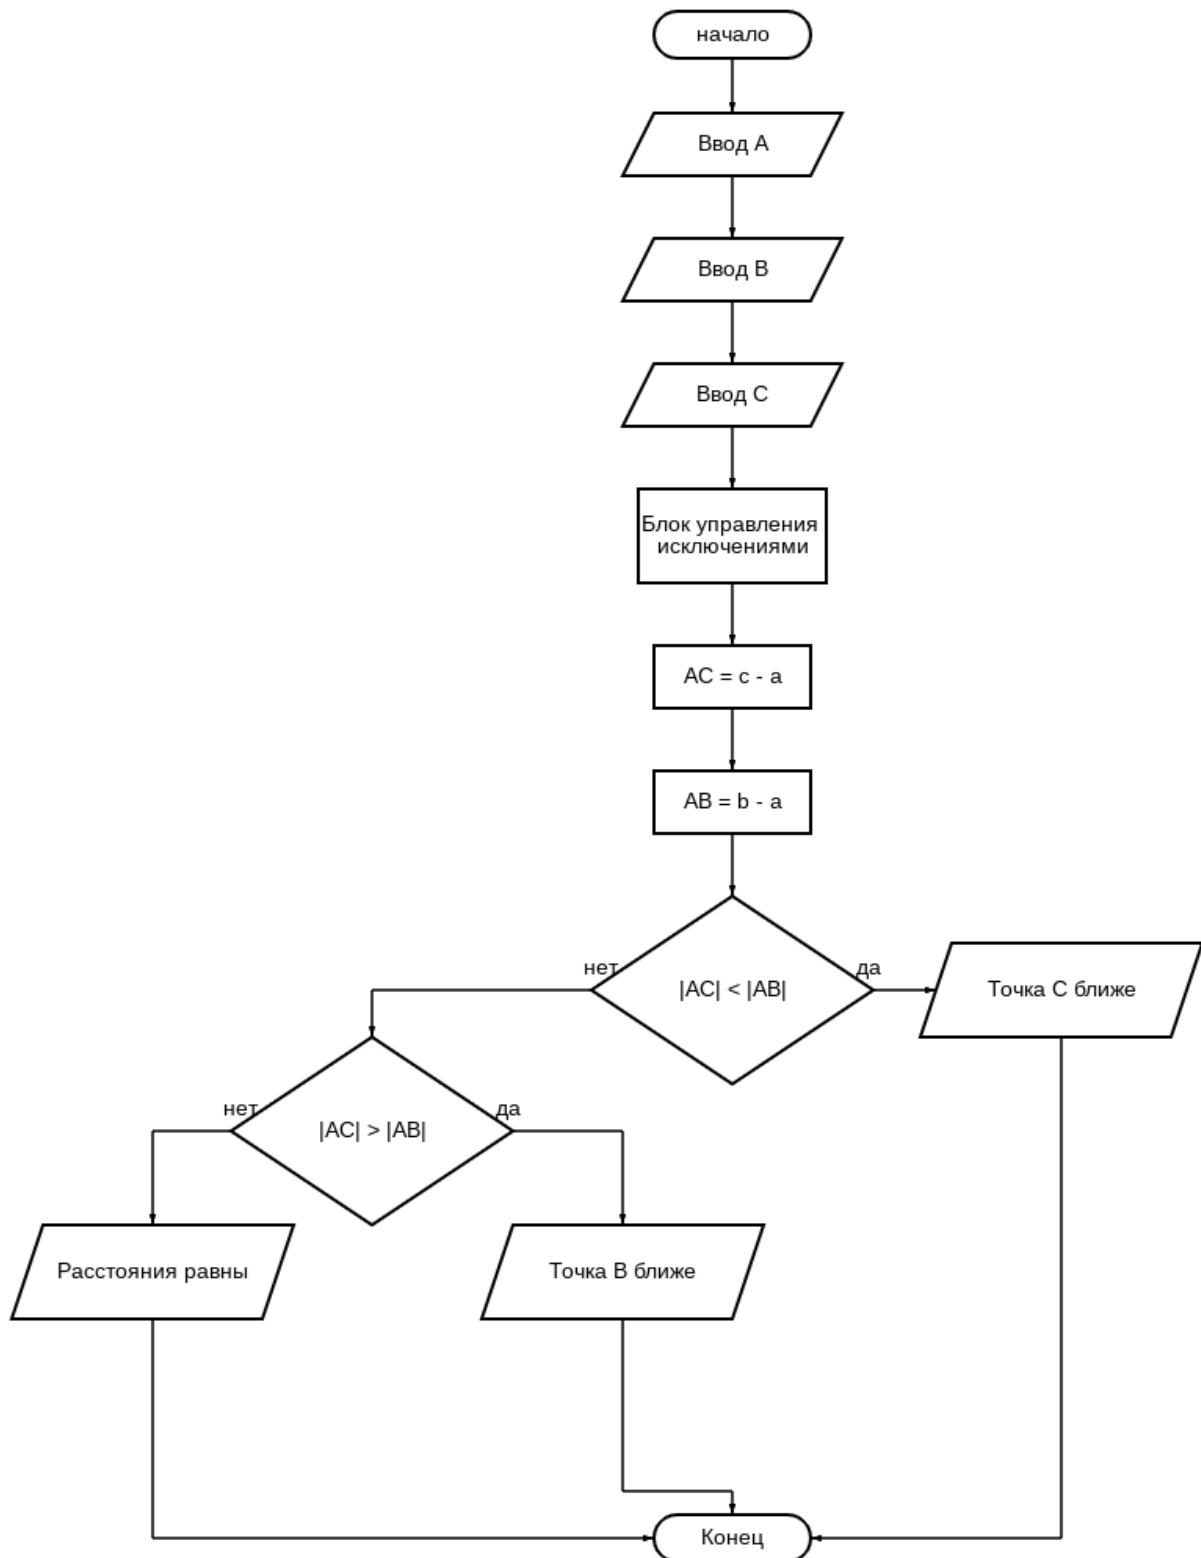 начало
Ввод A
Ввод B
Ввод C
Блок управления
исключениями
AC = c - a
AB = b - a
нет
да
|AC| < |AB|
Точка C ближе
нет
да
|AC| > |AB|
Расстояния равны
Точка B ближе
Конец